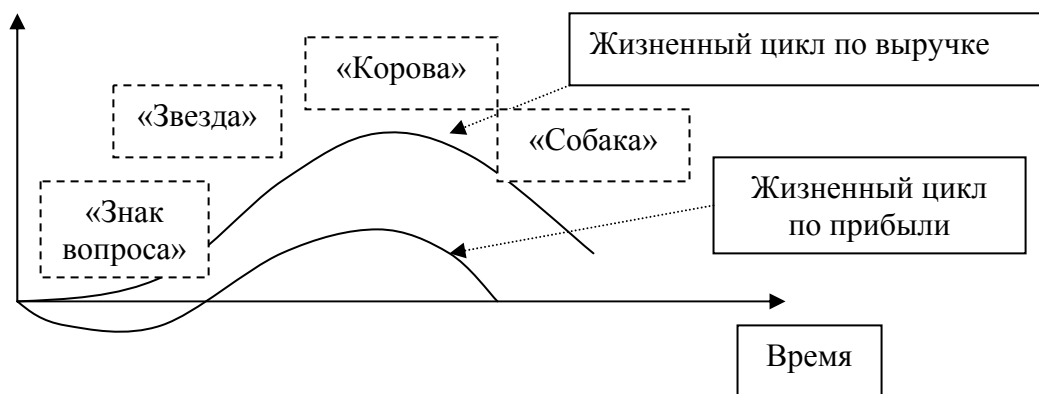 Жизненный цикл по выручке
«Корова»
«Звезда»
«Собака»
«Знак
вопроса»
Жизненный цикл
по прибыли
Время